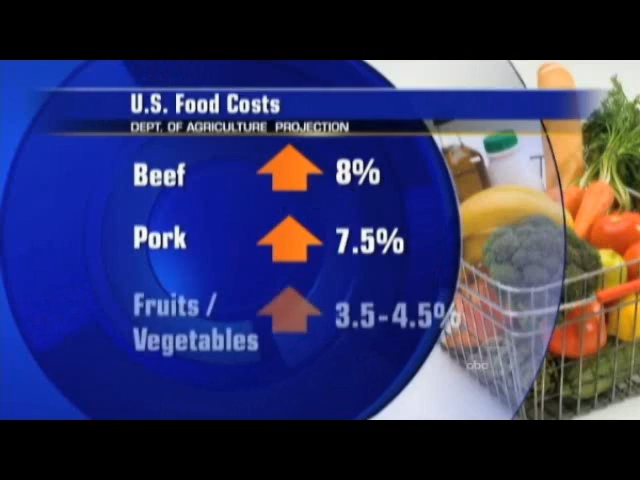 U.S. Food Costs
DEPT. OF AGRICULTURE PROJECTION
Beef 8%
Pork 7.5%
Fruits / 3.5-4.5%
Vegetables
abc